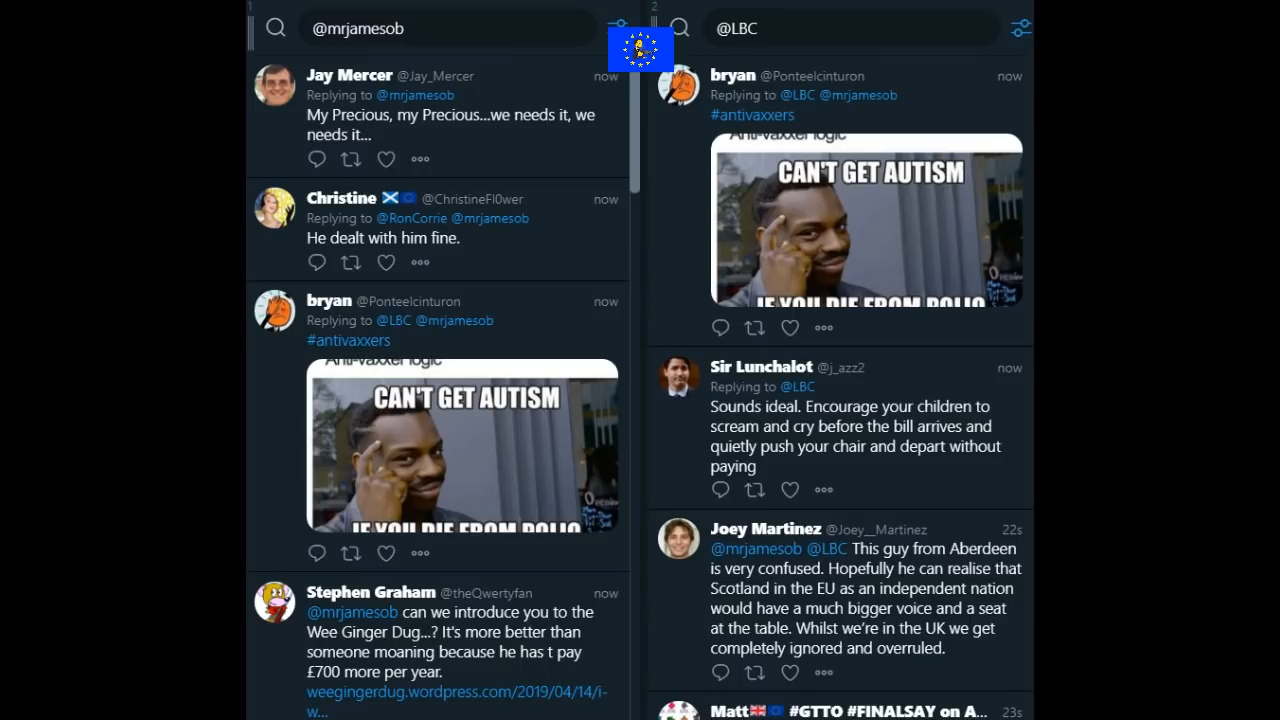 1
@mrjamesob
Jay Mercer @Jay_Mercer now
Replying to @mrjamesob
My Precious, my Precious...we needs it, we
needs it...
Christine @ChristineFl0wer now
Replying to @RonCorrie @mrjamesob
He dealt with him fine.
bryan @Ponteelcinturon now
Replying to @LBC @mrjamesob
#antivaxxers
Anti-vaxxer logic
CAN'T GET AUTISM
IF YOU DIE FROM POLIO
Stephen Graham @theQwertyfan now
@mrjamesob can we introduce you to the
Wee Ginger Dug...? It's more better than
someone moaning because he has t pay
£700 more per year.
weegingerdug.wordpress.com/2019/04/14/i-
w...
2
@LBC
bryan @Ponteelcinturon now
Replying to @LBC @mrjamesob
#antivaxxers
Anti-vaxxer logic
CAN'T GET AUTISM
IF YOU DIE FROM POLIO
Sir Lunchalot @j_azz2 now
Replying to @LBC
Sounds ideal. Encourage your children to
scream and cry before the bill arrives and
quietly push your chair and depart without
paying
Joey Martinez @Joey__Martinez 22s
@mrjamesob @LBC This guy from Aberdeen
is very confused. Hopefully he can realise that
Scotland in the EU as an independent nation
would have a much bigger voice and a seat
at the table. Whilst we're in the UK we get
completely ignored and overruled.
Matt #GTTO #FINALSAY on A... 23s